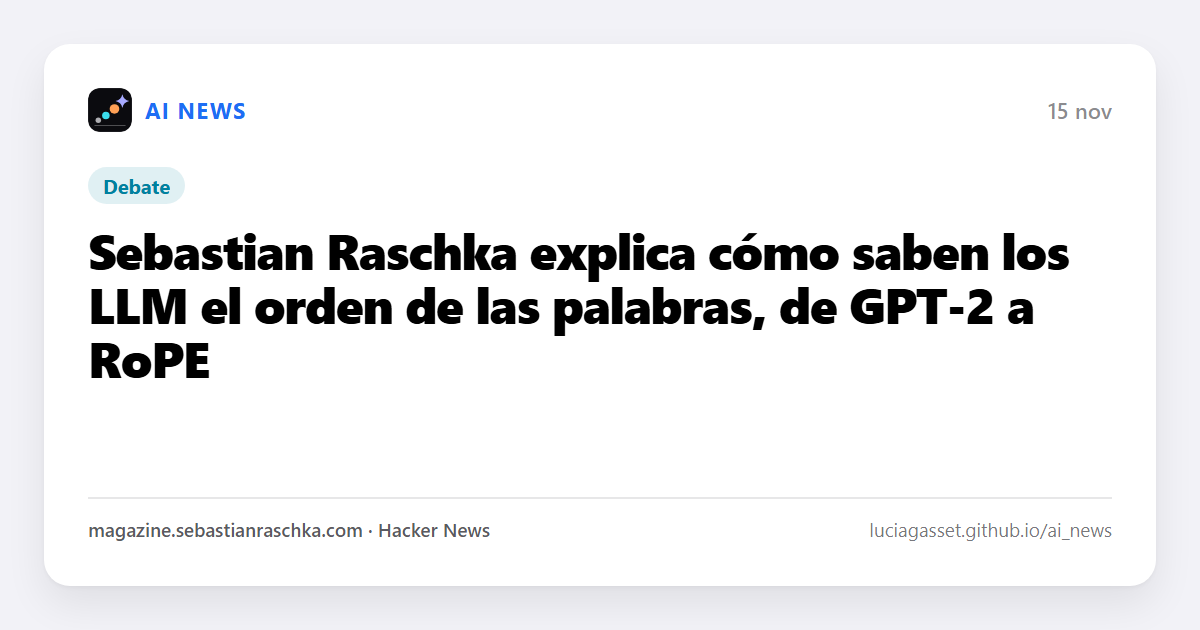 AI NEWS
15 nov
Debate
Sebastian Raschka explica cómo saben los
LLM el orden de las palabras, de GPT-2 a
RoPE
magazine.sebastianraschka.com · Hacker News
luciagasset.github.io/ai_news